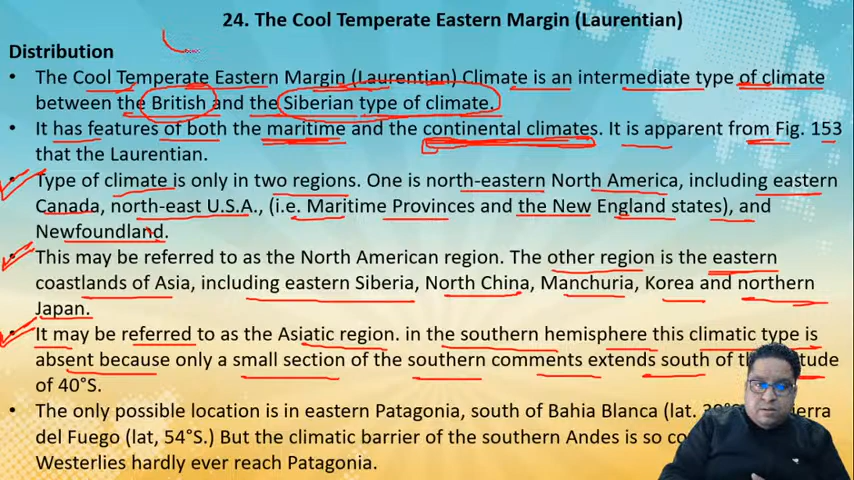 24. The Cool Temperate Eastern Margin (Laurentian)
Distribution
• The Cool Temperate Eastern Margin (Laurentian) Climate is an intermediate type of climate
between the British and the Siberian type of climate.
• It has features of both the maritime and the continental climates. It is apparent from Fig. 153
that the Laurentian.
• Type of climate is only in two regions. One is north-eastern North America, including eastern
Canada, north-east U.S.A., (i.e. Maritime Provinces and the New England states), and
Newfoundland.
• This may be referred to as the North American region. The other region is the eastern
coastlands of Asia, including eastern Siberia, North China, Manchuria, Korea and northern
Japan.
• It may be referred to as the Asiatic region. in the southern hemisphere this climatic type is
absent because only a small section of the southern comments extends south of
of 40°S.
• The only possible location is in eastern Patagonia, south of Bahia Blanca (lat.
del Fuego (lat, 54°S.) But the climatic barrier of the southern Andes is so
Westerlies hardly ever reach Patagonia.